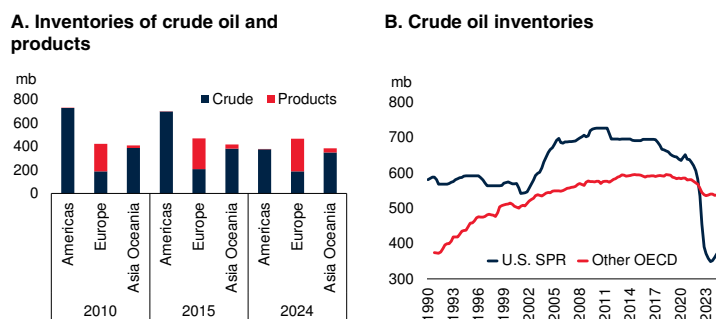 A. Inventories of crude oil and
products
mb
800
600
400
200
0
Crude
Products
Americas
Europe
Asia Oceania
Americas
Europe
Asia Oceania
Americas
Europe
Asia Oceania
2010
2015
2024
B. Crude oil inventories
mb
800
700
600
500
400
300
U.S. SPR
Other OECD
1990
1993
1996
1999
2002
2005
2008
2011
2014
2017
2020
2023